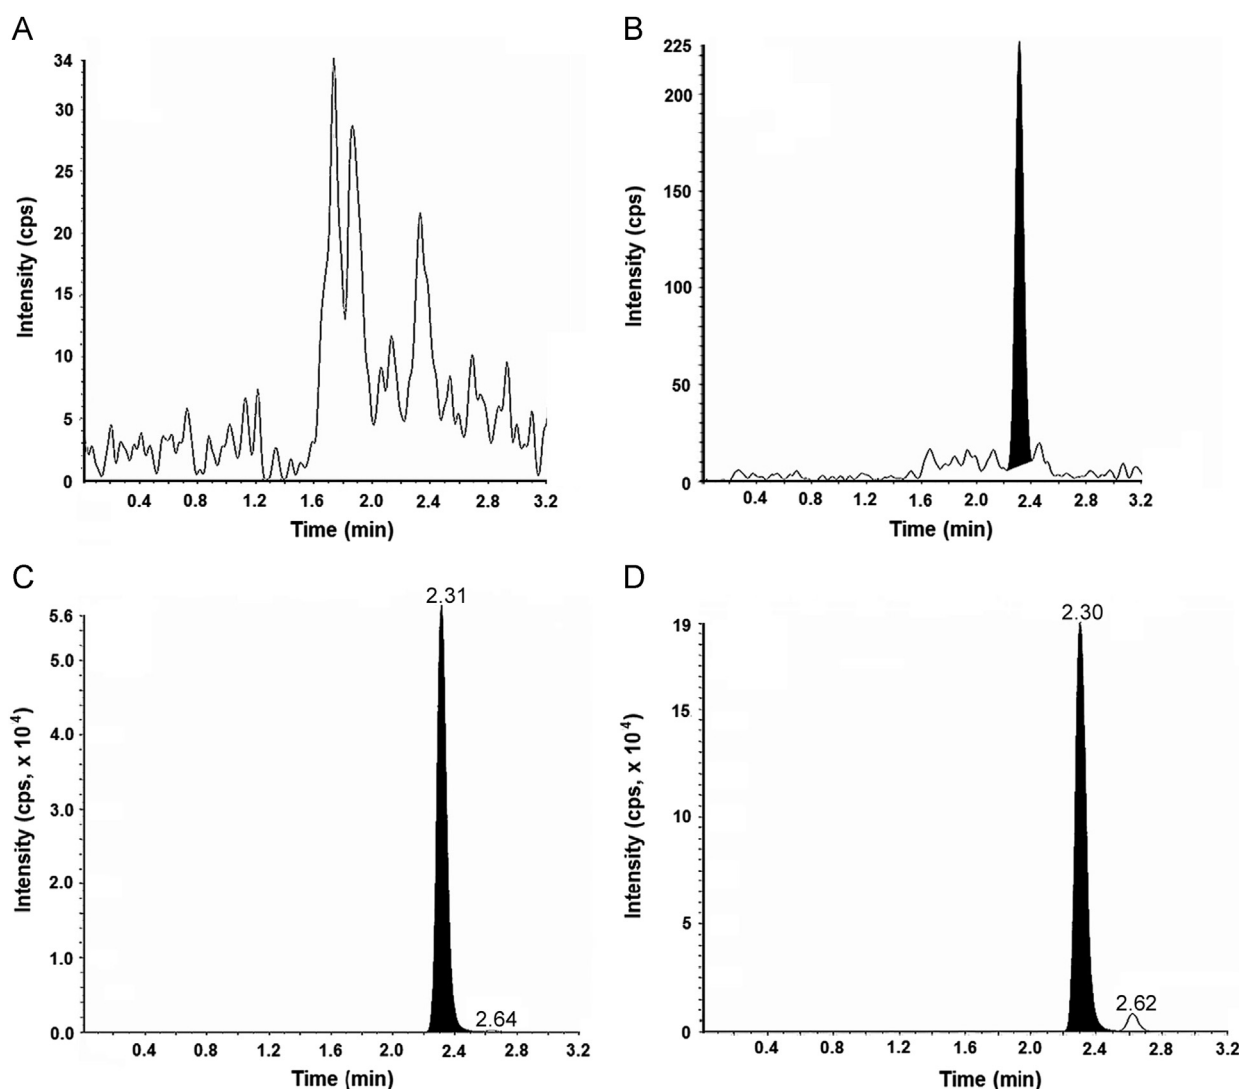 A
34
30
25
20
15
10
5
0
Intensity (cps)
0.4 0.8 1.2 1.6 2.0 2.4 2.8 3.2
Time (min)
B
225
200
150
100
50
0
Intensity (cps)
0.4 0.8 1.2 1.6 2.0 2.4 2.8 3.2
Time (min)
C
2.31
5.6
5.0
4.0
3.0
2.0
1.0
0.0
Intensity (cps, x 10⁴)
2.64
0.4 0.8 1.2 1.6 2.0 2.4 2.8 3.2
Time (min)
D
2.30
19
15
10
5
0
Intensity (cps, x 10⁴)
2.62
0.4 0.8 1.2 1.6 2.0 2.4 2.8 3.2
Time (min)